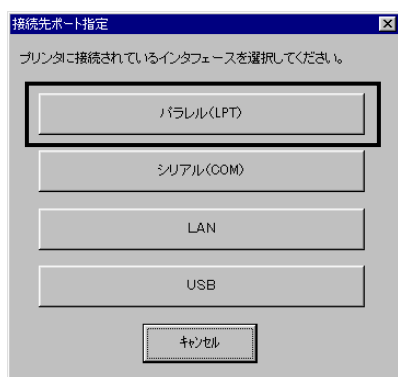 接続先ポート指定
プリンタに接続されているインタフェースを選択してください。
パラレル(LPT)
シリアル(COM)
LAN
USB
キャンセル